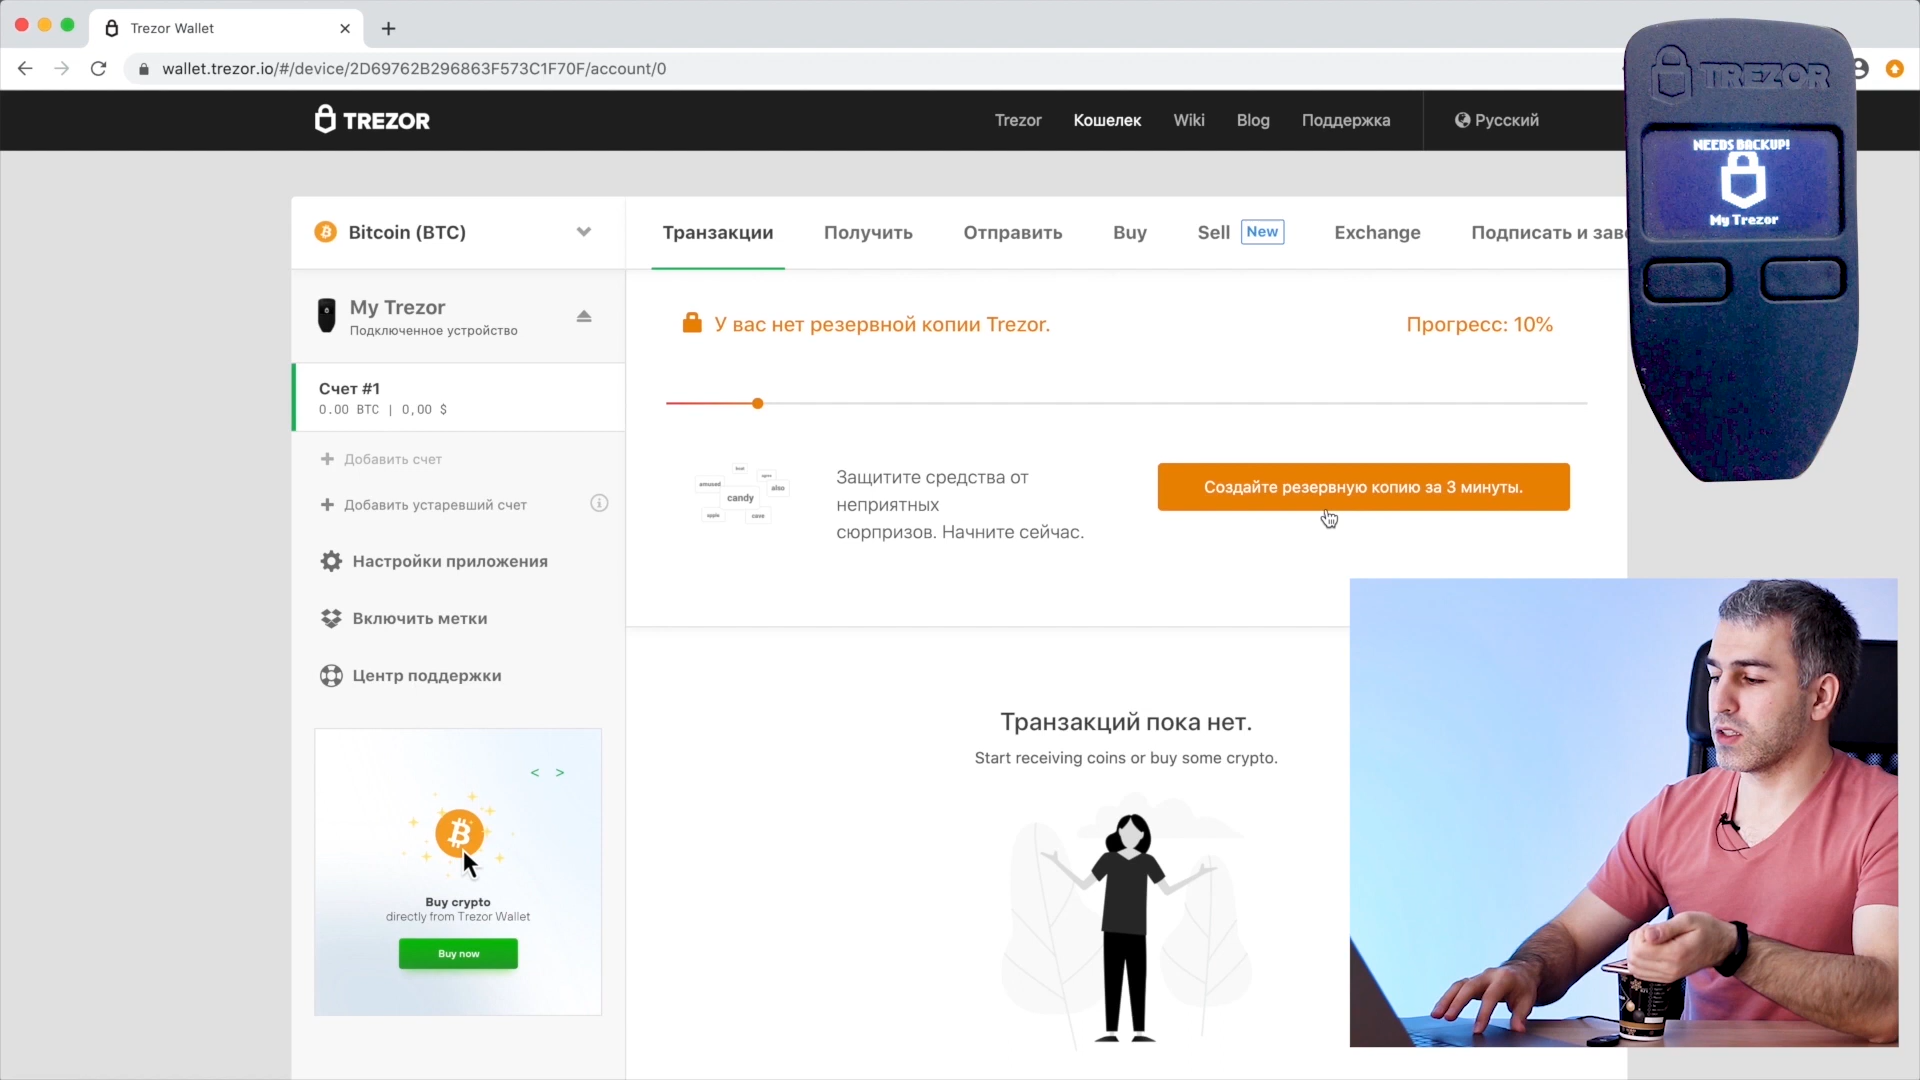 Trezor Wallet
wallet.trezor.io/#/device/2D69762B296863F573C1F70F/account/0
TREZOR
Trezor
Кошелек
Wiki
Blog
Поддержка
Русский
TREZOR
NEEDS BACKUP!
My Trezor
Bitcoin (BTC)
Транзакции
Получить
Отправить
Buy
Sell New
Exchange
Подписать и заве
My Trezor
Подключенное устройство
У вас нет резервной копии Trezor.
Прогресс: 10%
Счет #1
0.00 BTC | 0,00 $
Добавить счет
Добавить устаревший счет
Настройки приложения
Включить метки
Центр поддержки
amused
candy
also
apple
cave
Защитите средства от
неприятных
сюрпризов. Начните сейчас.
Создайте резервную копию за 3 минуты.
Транзакций пока нет.
Start receiving coins or buy some crypto.
< >
Buy crypto
directly from Trezor Wallet
Buy now